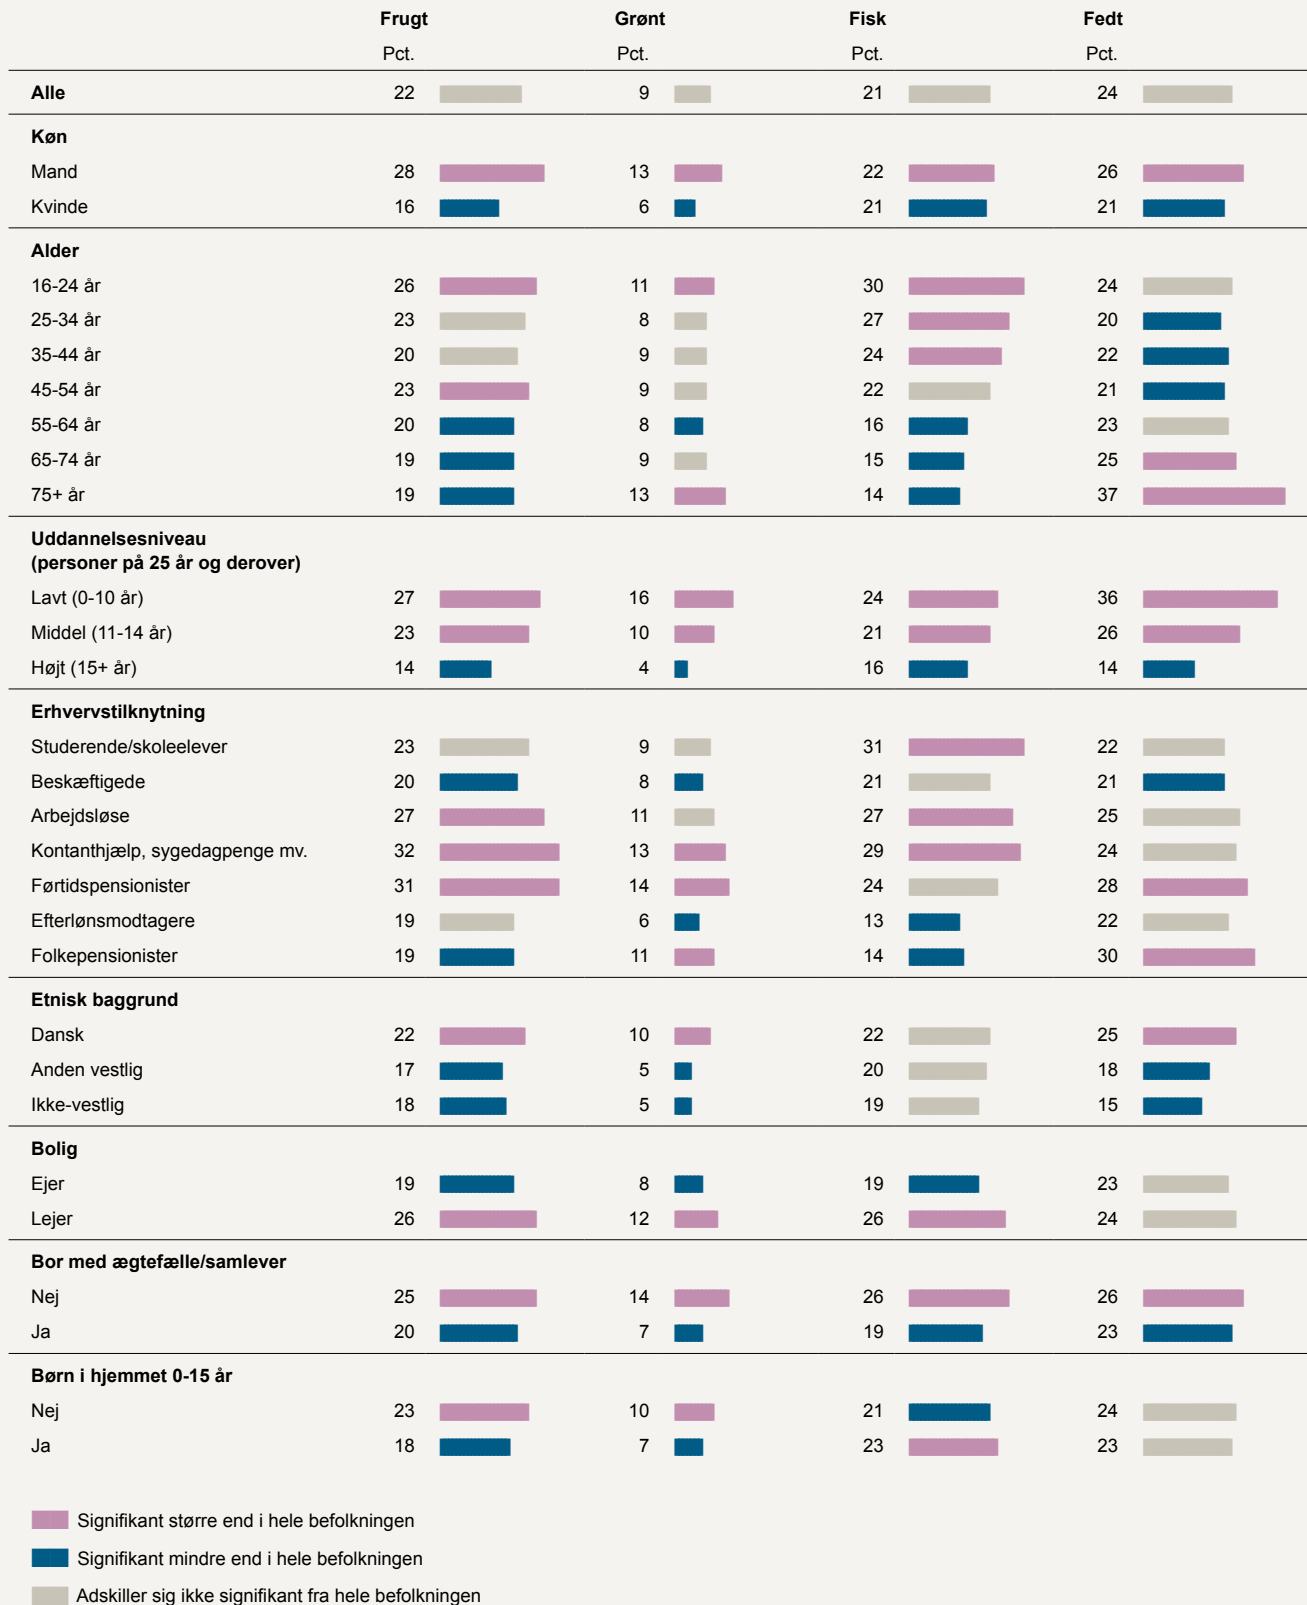 Frugt Grønt Fisk Fedt
Pct. Pct. Pct. Pct.
Alle 22 9 21 24
Køn
Mand 28 13 22 26
Kvinde 16 6 21 21
Alder
16-24 år 26 11 30 24
25-34 år 23 8 27 20
35-44 år 20 9 24 22
45-54 år 23 9 22 21
55-64 år 20 8 16 23
65-74 år 19 9 15 25
75+ år 19 13 14 37
Uddannelsesniveau
(personer på 25 år og derover)
Lavt (0-10 år) 27 16 24 36
Middel (11-14 år) 23 10 21 26
Højt (15+ år) 14 4 16 14
Erhvervstilknytning
Studerende/skoleelever 23 9 31 22
Beskæftigede 20 8 21 21
Arbejdsløse 27 11 27 25
Kontanthjælp, sygedagpenge mv. 32 13 29 24
Førtidspensionister 31 14 24 28
Efterlønsmodtagere 19 6 13 22
Folkepensionister 19 11 14 30
Etnisk baggrund
Dansk 22 10 22 25
Anden vestlig 17 5 20 18
Ikke-vestlig 18 5 19 15
Bolig
Ejer 19 8 19 23
Lejer 26 12 26 24
Bor med ægtefælle/samlever
Nej 25 14 26 26
Ja 20 7 19 23
Børn i hjemmet 0-15 år
Nej 23 10 21 24
Ja 18 7 23 23
Signifikant større end i hele befolkningen
Signifikant mindre end i hele befolkningen
Adskiller sig ikke signifikant fra hele befolkningen